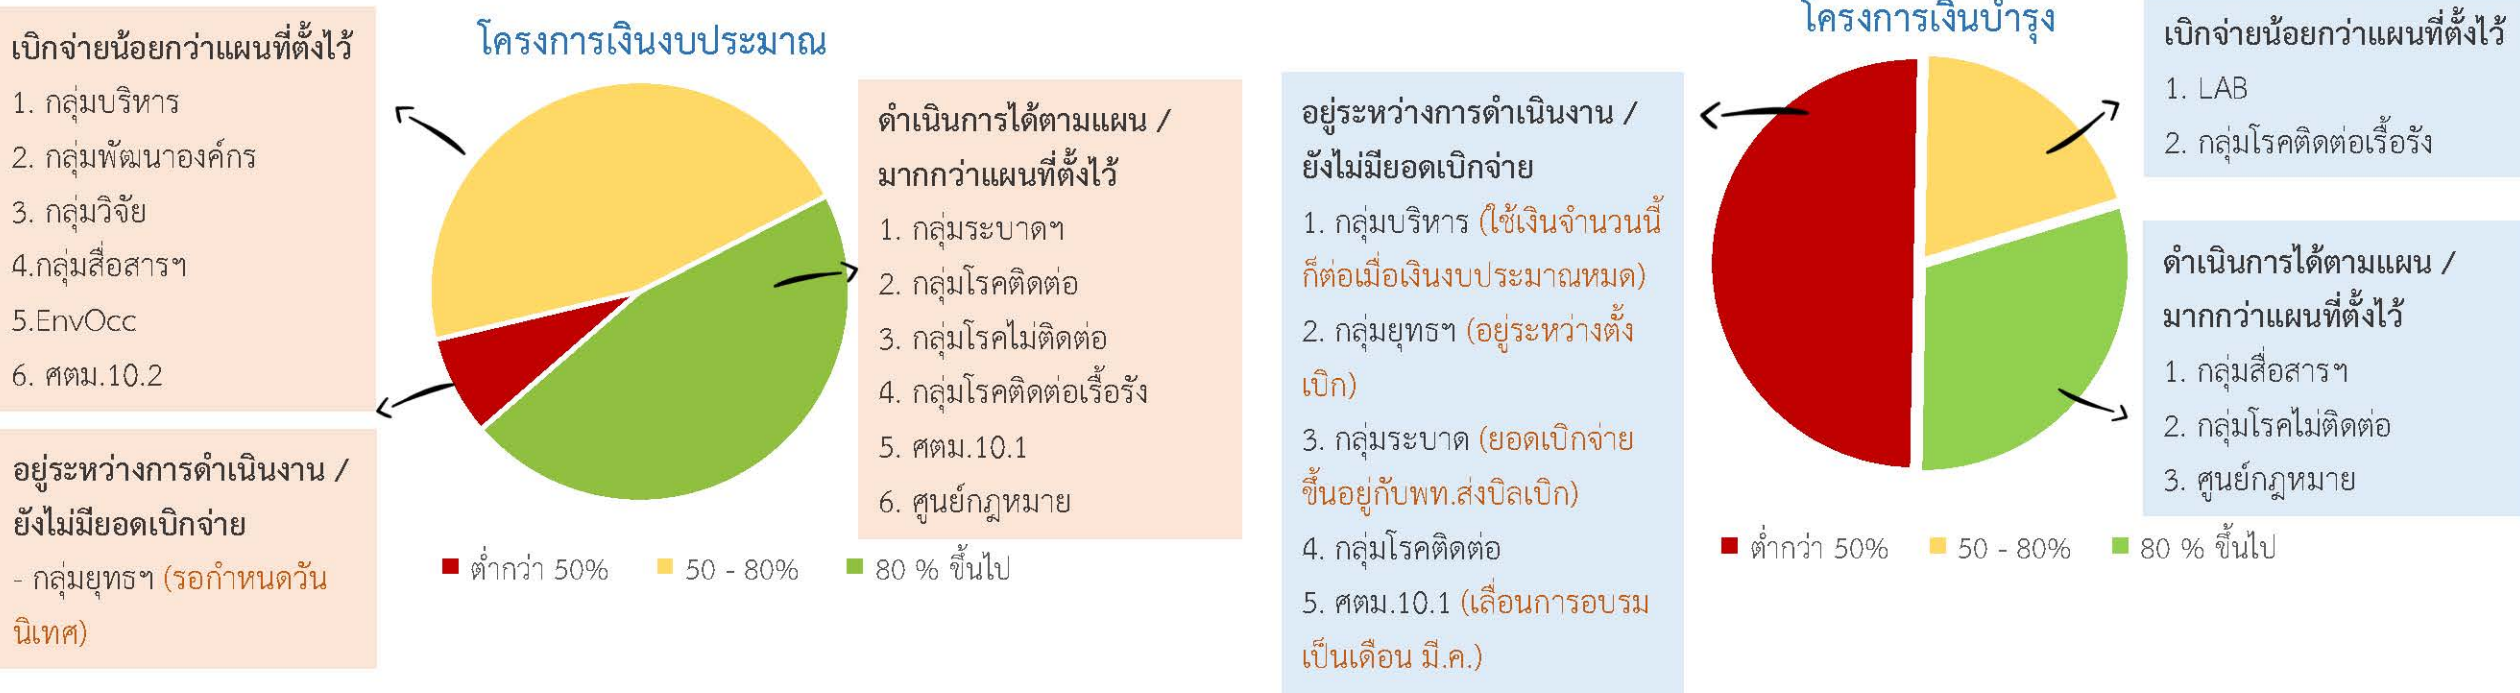 โครงการเงินงบประมาณ
เบิกจ่ายน้อยกว่าแผนที่ตั้งไว้
1. กลุ่มบริหาร
2. กลุ่มพัฒนาองค์กร
3. กลุ่มวิจัย
4.กลุ่มสื่อสารฯ
5.EnvOcc
6. ศตม.10.2
อยู่ระหว่างการดำเนินงาน /
ยังไม่มียอดเบิกจ่าย
- กลุ่มยุทธฯ (รอกำหนดวัน
นิเทศ)
ดำเนินการได้ตามแผน /
มากกว่าแผนที่ตั้งไว้
1. กลุ่มระบาดฯ
2. กลุ่มโรคติดต่อ
3. กลุ่มโรคไม่ติดต่อ
4. กลุ่มโรคติดต่อเรื้อรัง
5. ศตม.10.1
6. ศูนย์กฎหมาย
ต่ำกว่า 50% 50 - 80% 80 % ขึ้นไป
โครงการเงินบำรุง
อยู่ระหว่างการดำเนินงาน /
ยังไม่มียอดเบิกจ่าย
1. กลุ่มบริหาร (ใช้เงินจำนวนนี้
ก็ต่อเมื่อเงินงบประมาณหมด)
2. กลุ่มยุทธฯ (อยู่ระหว่างตั้ง
เบิก)
3. กลุ่มระบาด (ยอดเบิกจ่าย
ขึ้นอยู่กับพท.ส่งบิลเบิก)
4. กลุ่มโรคติดต่อ
5. ศตม.10.1 (เลื่อนการอบรม
เป็นเดือน มี.ค.)
เบิกจ่ายน้อยกว่าแผนที่ตั้งไว้
1. LAB
2. กลุ่มโรคติดต่อเรื้อรัง
ดำเนินการได้ตามแผน /
มากกว่าแผนที่ตั้งไว้
1. กลุ่มสื่อสารฯ
2. กลุ่มโรคไม่ติดต่อ
3. ศูนย์กฎหมาย
ต่ำกว่า 50% 50 - 80% 80 % ขึ้นไป